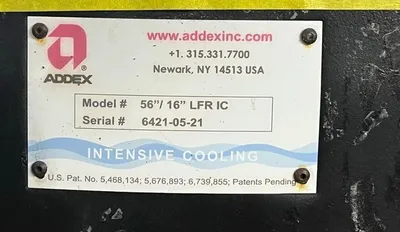 www.addexinc.com
ADDEX
+1. 315.331.7700
Newark, NY 14513 USA
Model # 56”/ 16” LFR IC
Serial # 6421-05-21
INTENSIVE COOLING
U.S. Pat. No. 5,468,134; 5,676,893; 6,739,855; Patents Pending